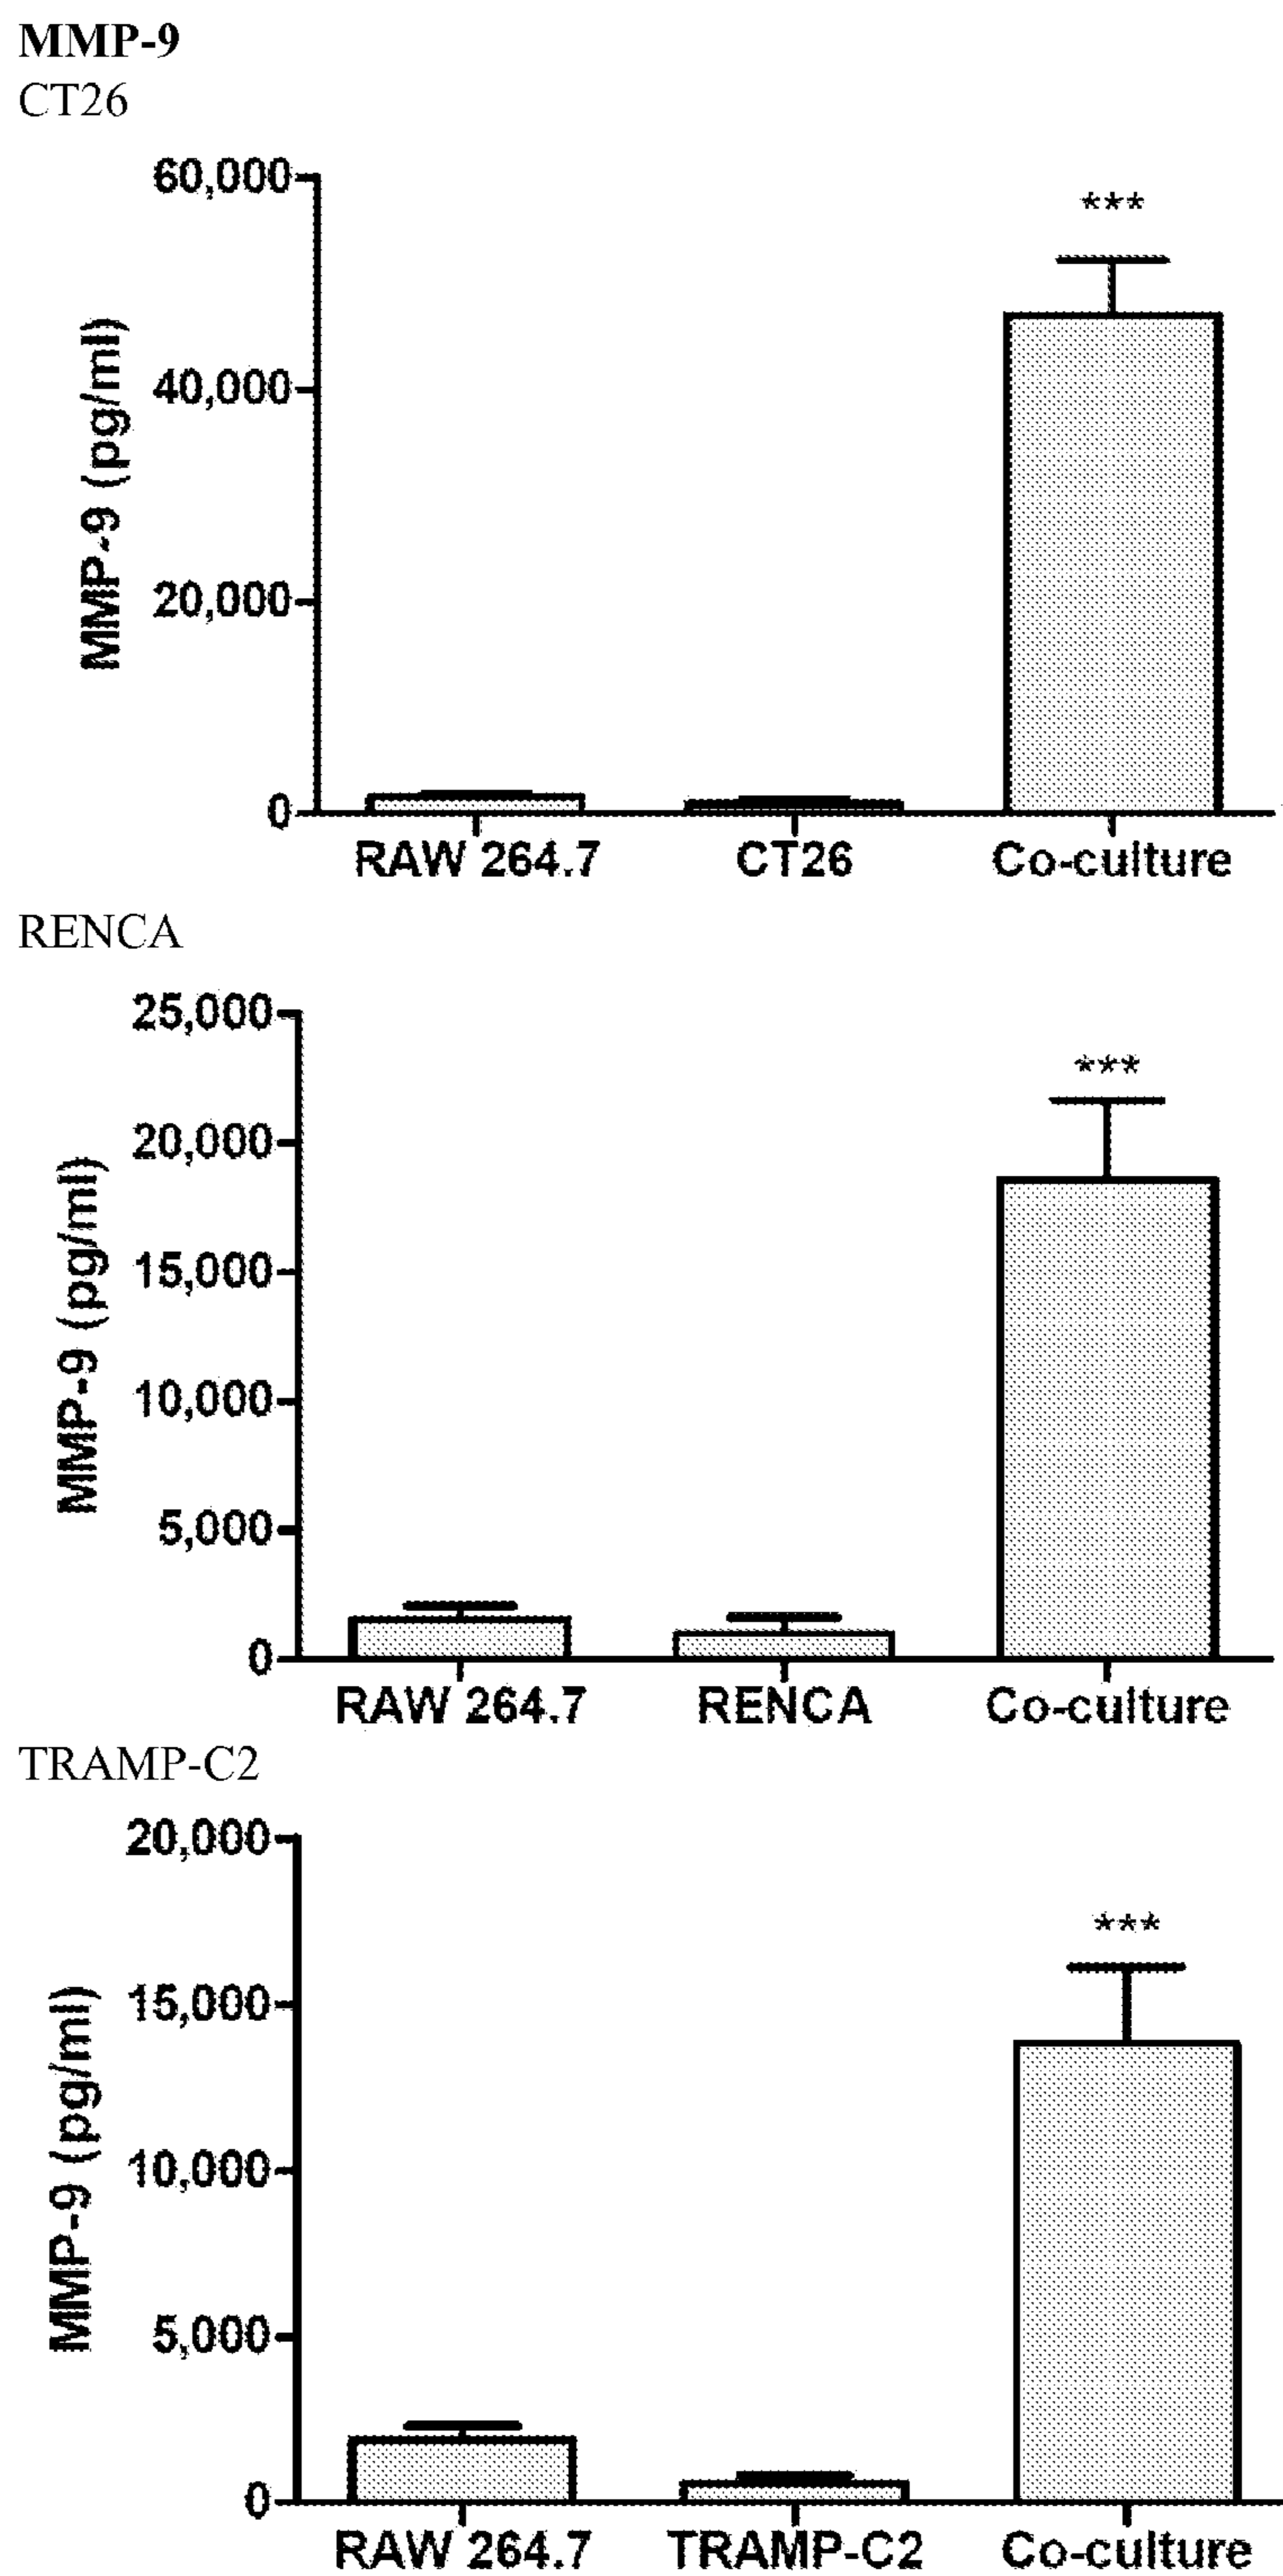 MMP-9
CT26
60,000
***
40,000
MMP-9 (pg/ml)
20,000
0
RAW 264.7 CT26 Co-culture
RENCA
25,000
***
20,000
15,000
MMP-9 (pg/ml)
10,000
5,000
0
RAW 264.7 RENCA Co-culture
TRAMP-C2
20,000
***
15,000
MMP-9 (pg/ml)
10,000
5,000
0
RAW 264.7 TRAMP-C2 Co-culture